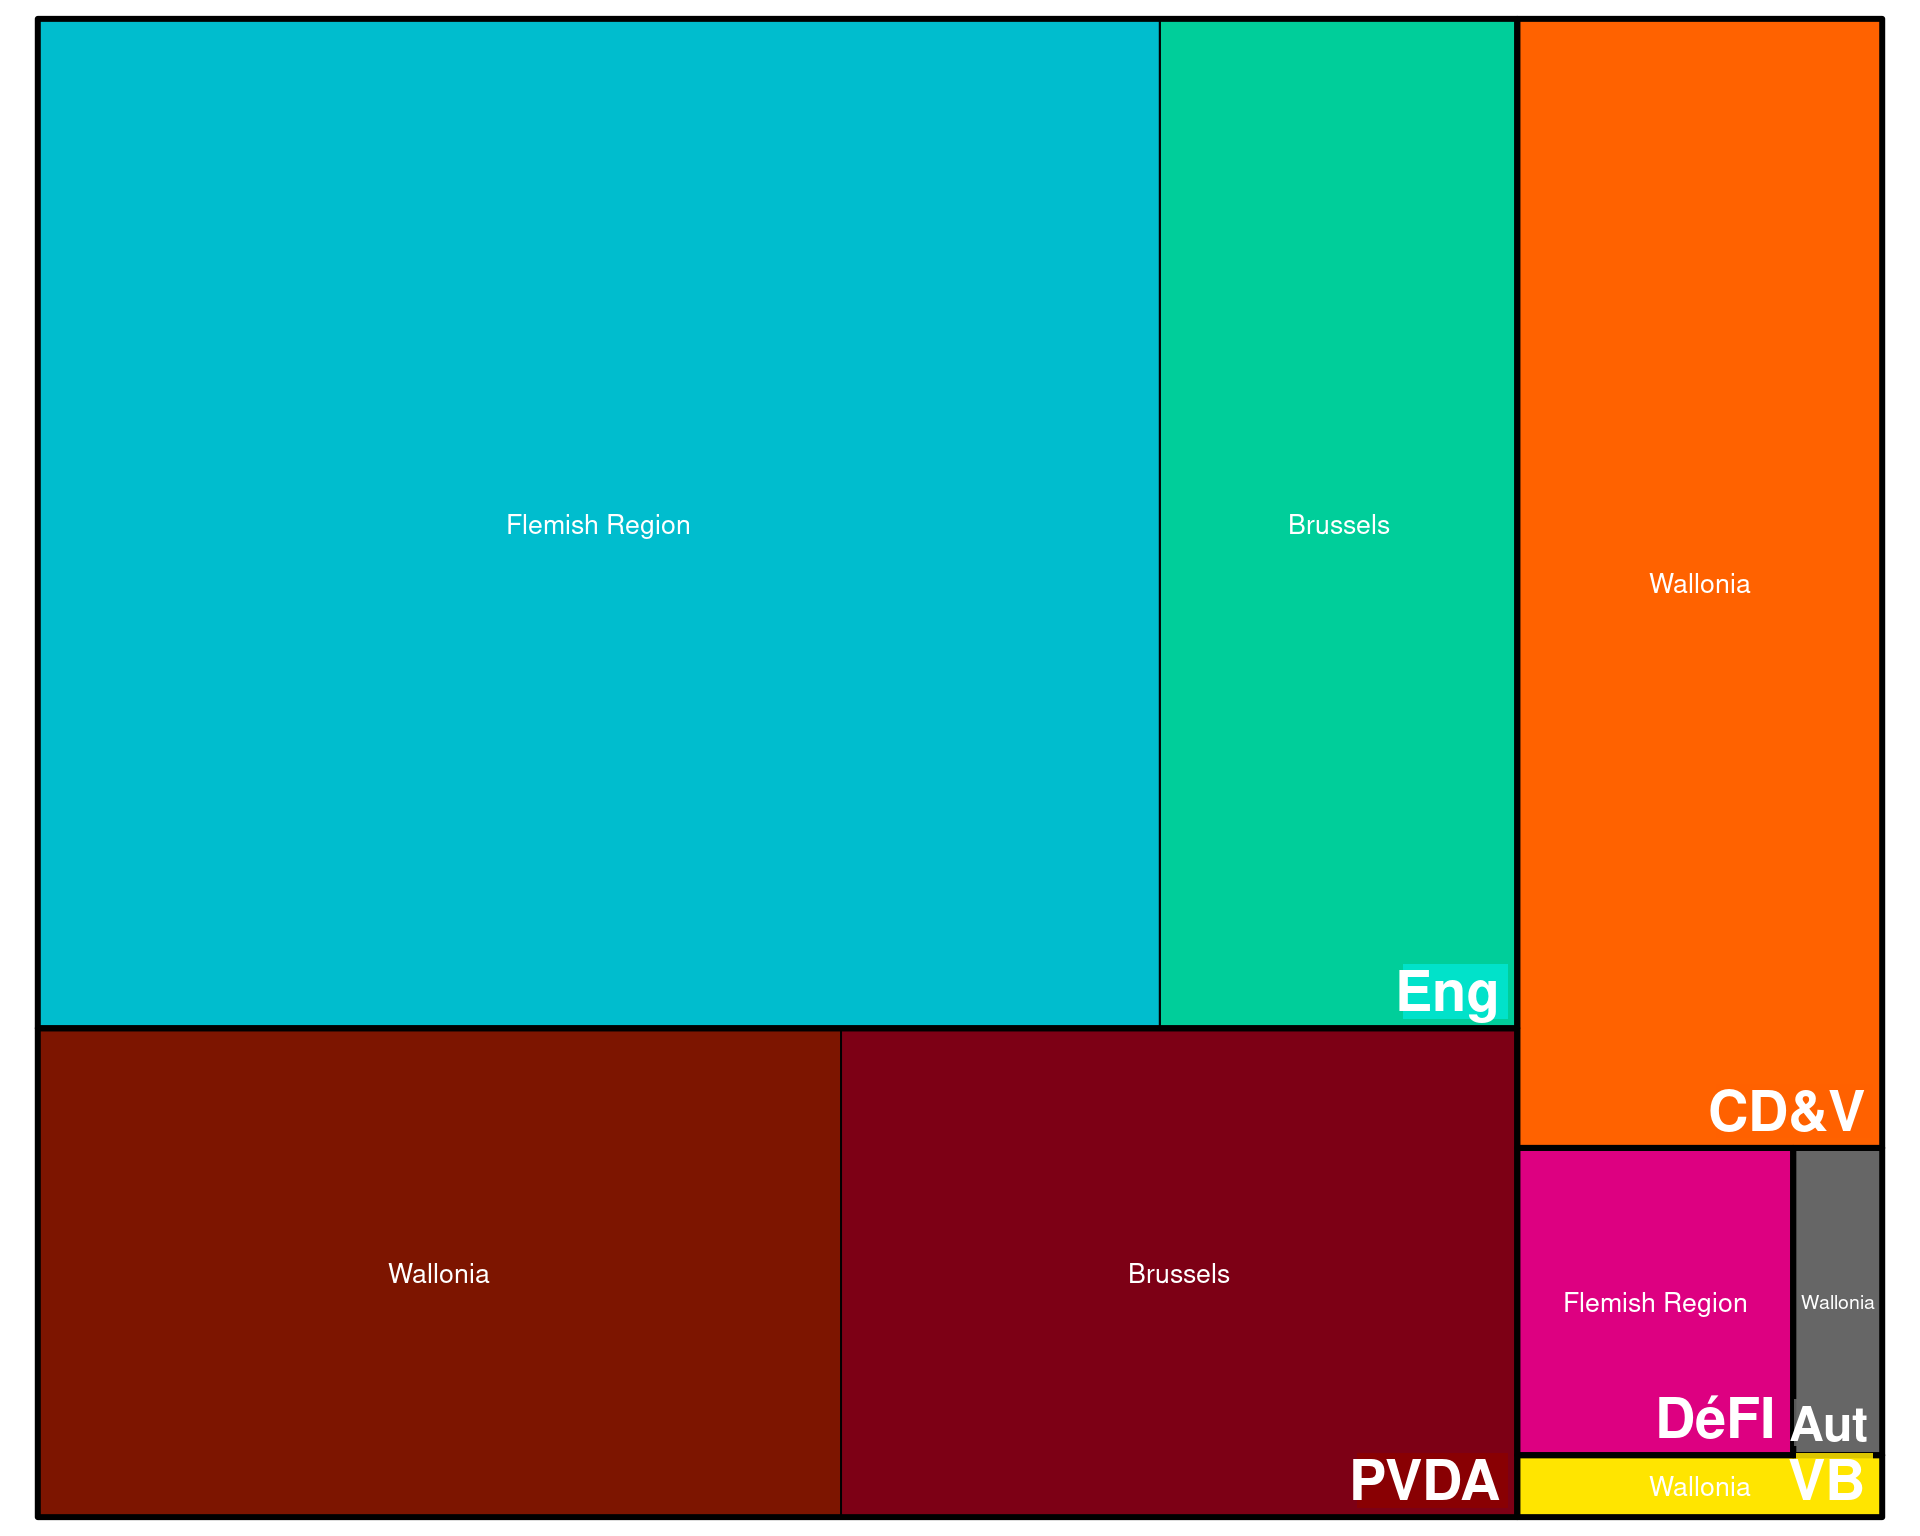 Flemish Region
Brussels
Eng
Wallonia
CD&V
Wallonia
Brussels
PVDA
Flemish Region
DéFI
Wallonia
Aut
Wallonia
VB